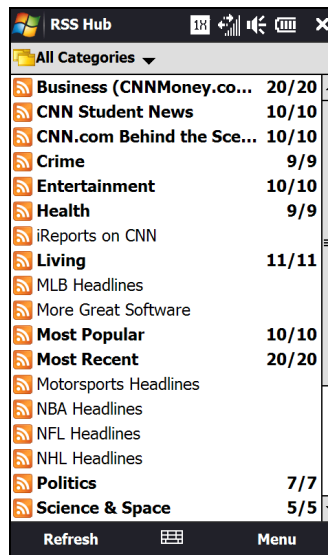 RSS Hub 1X
All Categories
Business (CNNMoney.co... 20/20
CNN Student News 10/10
CNN.com Behind the Sce... 10/10
Crime 9/9
Entertainment 10/10
Health 9/9
iReports on CNN
Living 11/11
MLB Headlines
More Great Software
Most Popular 10/10
Most Recent 20/20
Motorsports Headlines
NBA Headlines
NFL Headlines
NHL Headlines
Politics 7/7
Science & Space 5/5
Refresh Menu